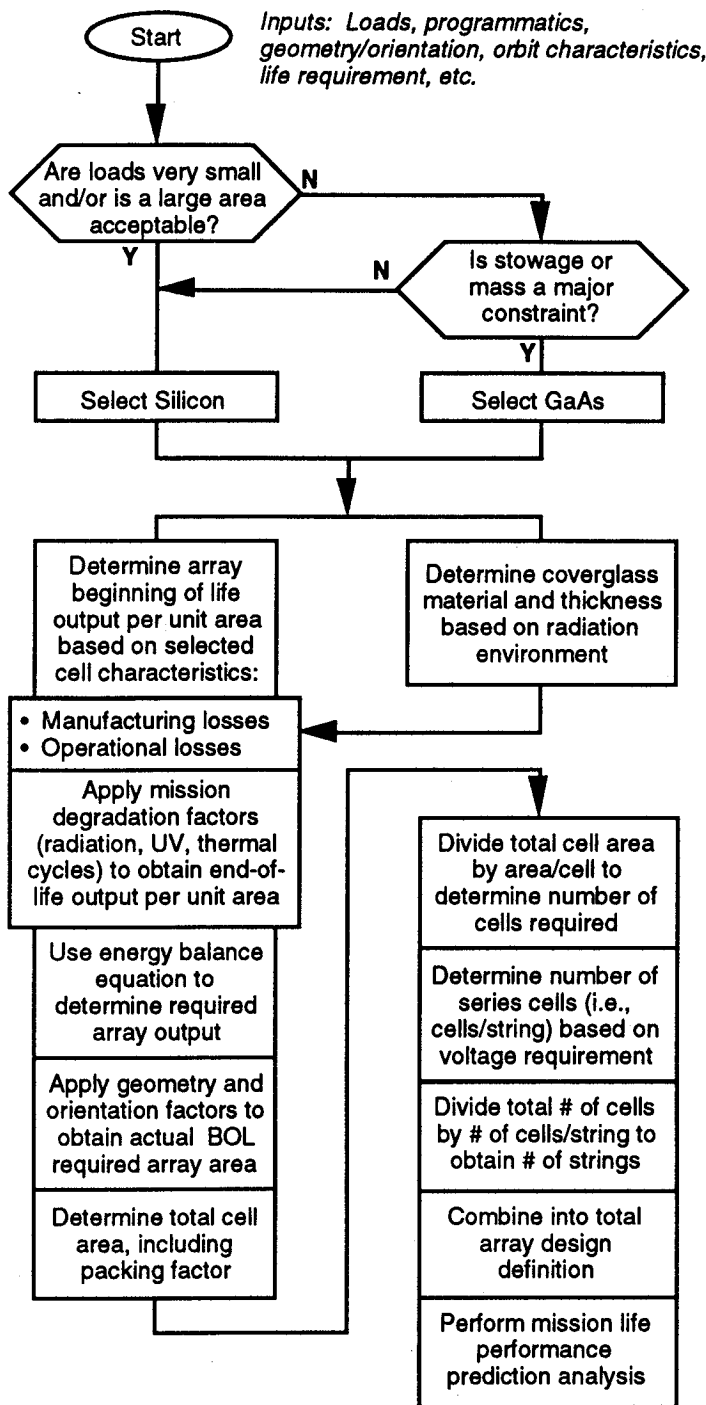 Start
Inputs: Loads, programmatics,
geometry/orientation, orbit characteristics,
life requirement, etc.
Are loads very small
and/or is a large area
acceptable?
N
Y
Is stowage or
mass a major
constraint?
N
Y
Select Silicon
Select GaAs
Determine array
beginning of life
output per unit area
based on selected
cell characteristics:
Determine coverglass
material and thickness
based on radiation
environment
• Manufacturing losses
• Operational losses
Apply mission
degradation factors
(radiation, UV, thermal
cycles) to obtain end-of-
life output per unit area
Use energy balance
equation to
determine required
array output
Apply geometry and
orientation factors to
obtain actual BOL
required array area
Determine total cell
area, including
packing factor
Divide total cell area
by area/cell to
determine number of
cells required
Determine number of
series cells (i.e.,
cells/string) based on
voltage requirement
Divide total # of cells
by # of cells/string to
obtain # of strings
Combine into total
array design
definition
Perform mission life
performance
prediction analysis